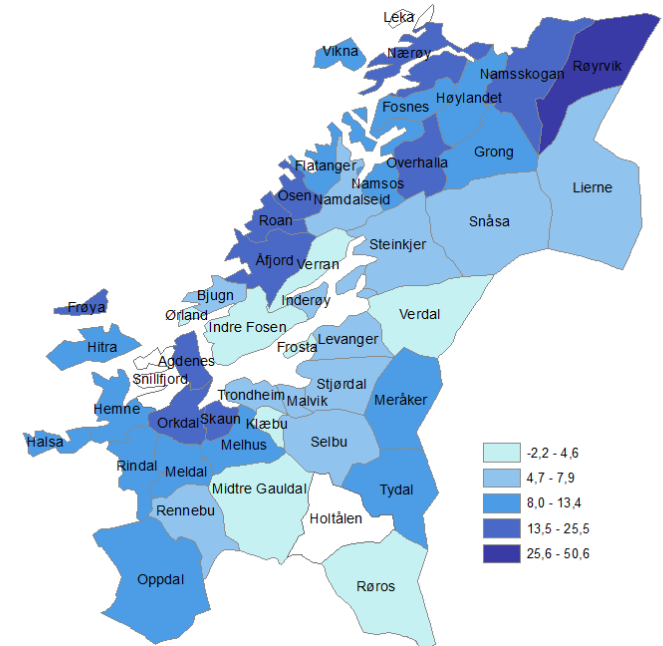 Leka
Vikna
Nærøy
Namsskogan
Røyrvik
Fosnes
Høylandet
Grong
Flatanger
Overhalla
Namsos
Lierne
Osen
Namdalseid
Snåsa
Roan
Steinkjer
Åfjord
Verran
Bjugn
Inderøy
Frøya
Ørland
Verdal
Indre Fosen
Hitra
Frosta
Levanger
Agdenes
Snillfjord
Stjørdal
Trondheim
Malvik
Meråker
Hemne
Orkdal
Skaun
Klæbu
Halsa
Melhus
Selbu
Rindal
Meldal
Midtre Gauldal
Tydal
Rennebu
Holtålen
Oppdal
Røros
-2,2 - 4,6
4,7 - 7,9
8,0 - 13,4
13,5 - 25,5
25,6 - 50,6